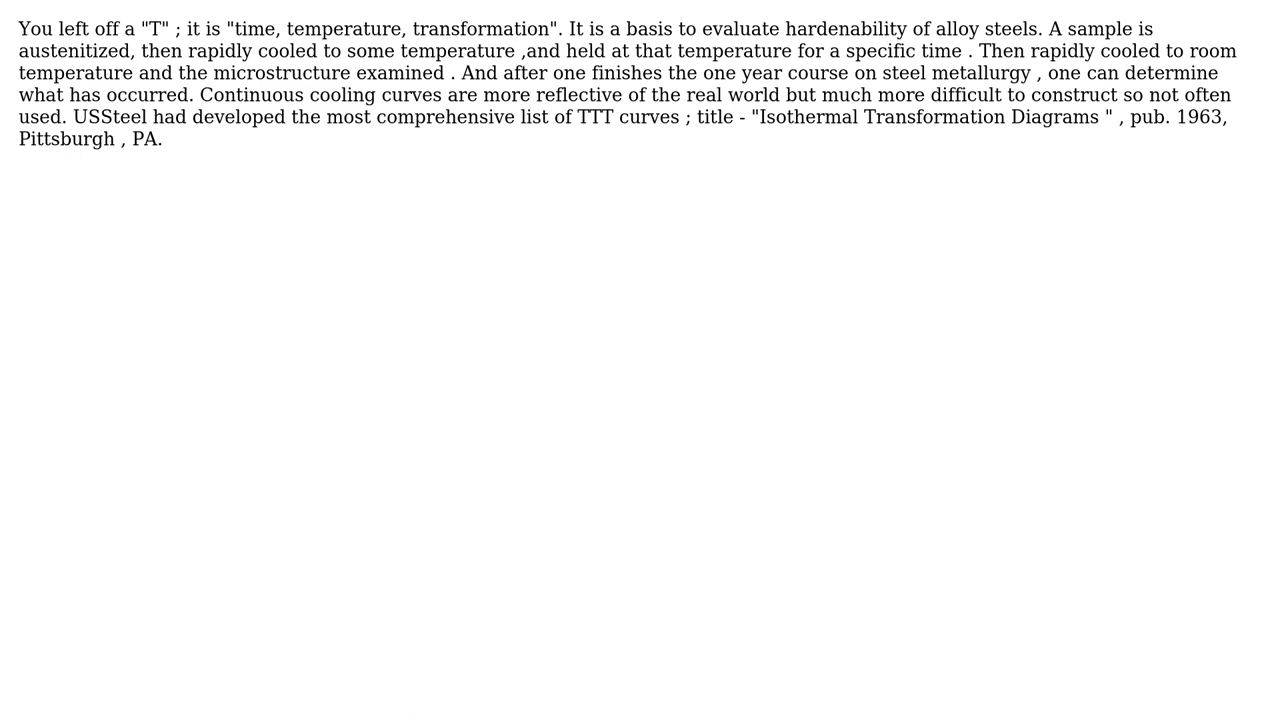 You left off a "T" ; it is "time, temperature, transformation". It is a basis to evaluate hardenability of alloy steels. A sample is
austenitized, then rapidly cooled to some temperature ,and held at that temperature for a specific time . Then rapidly cooled to room
temperature and the microstructure examined . And after one finishes the one year course on steel metallurgy , one can determine
what has occurred. Continuous cooling curves are more reflective of the real world but much more difficult to construct so not often
used. USSteel had developed the most comprehensive list of TTT curves ; title - "Isothermal Transformation Diagrams " , pub. 1963,
Pittsburgh , PA.